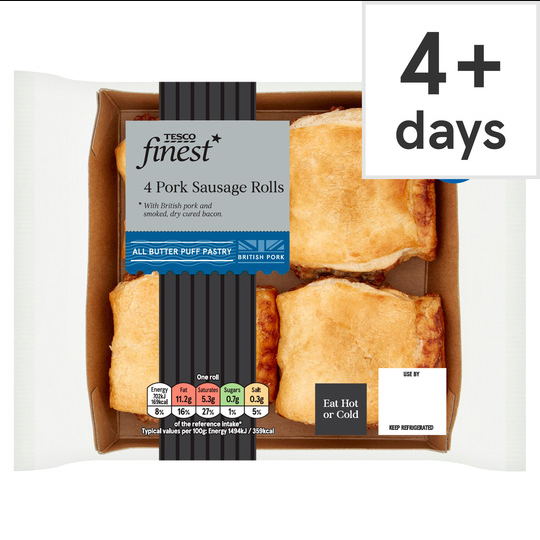 4+
days
TESCO
finest*
4 Pork Sausage Rolls
* With British pork and
smoked, dry cured bacon.
ALL BUTTER PUFF PASTRY
BRITISH PORK
One roll
Energy Fat Saturates Sugars Salt
702kJ
169kcal 11.2g 5.3g 0.7g 0.3g
8% 16% 27% 1% 5%
of the reference intake*
Typical values per 100g: Energy 1494kJ / 359kcal
Eat Hot
or Cold
USE BY
KEEP REFRIGERATED